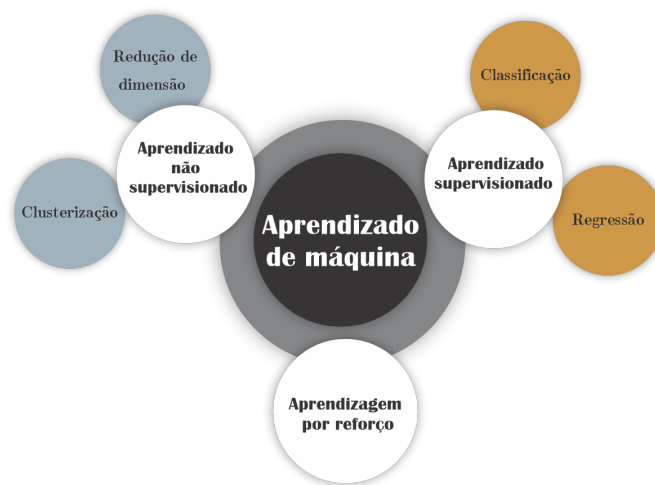 Redução de
dimensão
Classificação
Aprendizado
não
supervisionado
Aprendizado
supervisionado
Clusterização
Regressão
Aprendizado
de máquina
Aprendizagem
por reforço